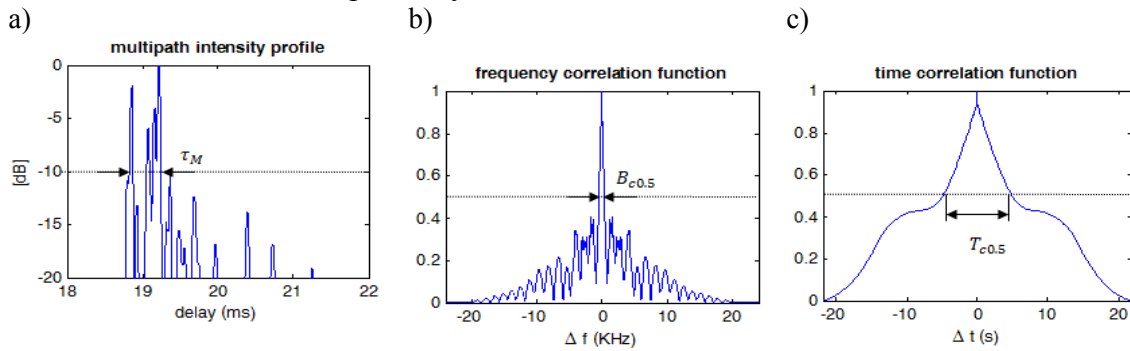 a)
b)
c)
multipath intensity profile
0
-5
-10
-15
-20
[dB]
τ_M
18
19
20
21
22
delay (ms)
frequency correlation function
1
0.8
0.6
0.4
0.2
0
B_c0.5
-20
-10
0
10
20
Δ f (KHz)
time correlation function
1
0.8
0.6
0.4
0.2
0
T_c0.5
-20
-10
0
10
20
Δ t (s)